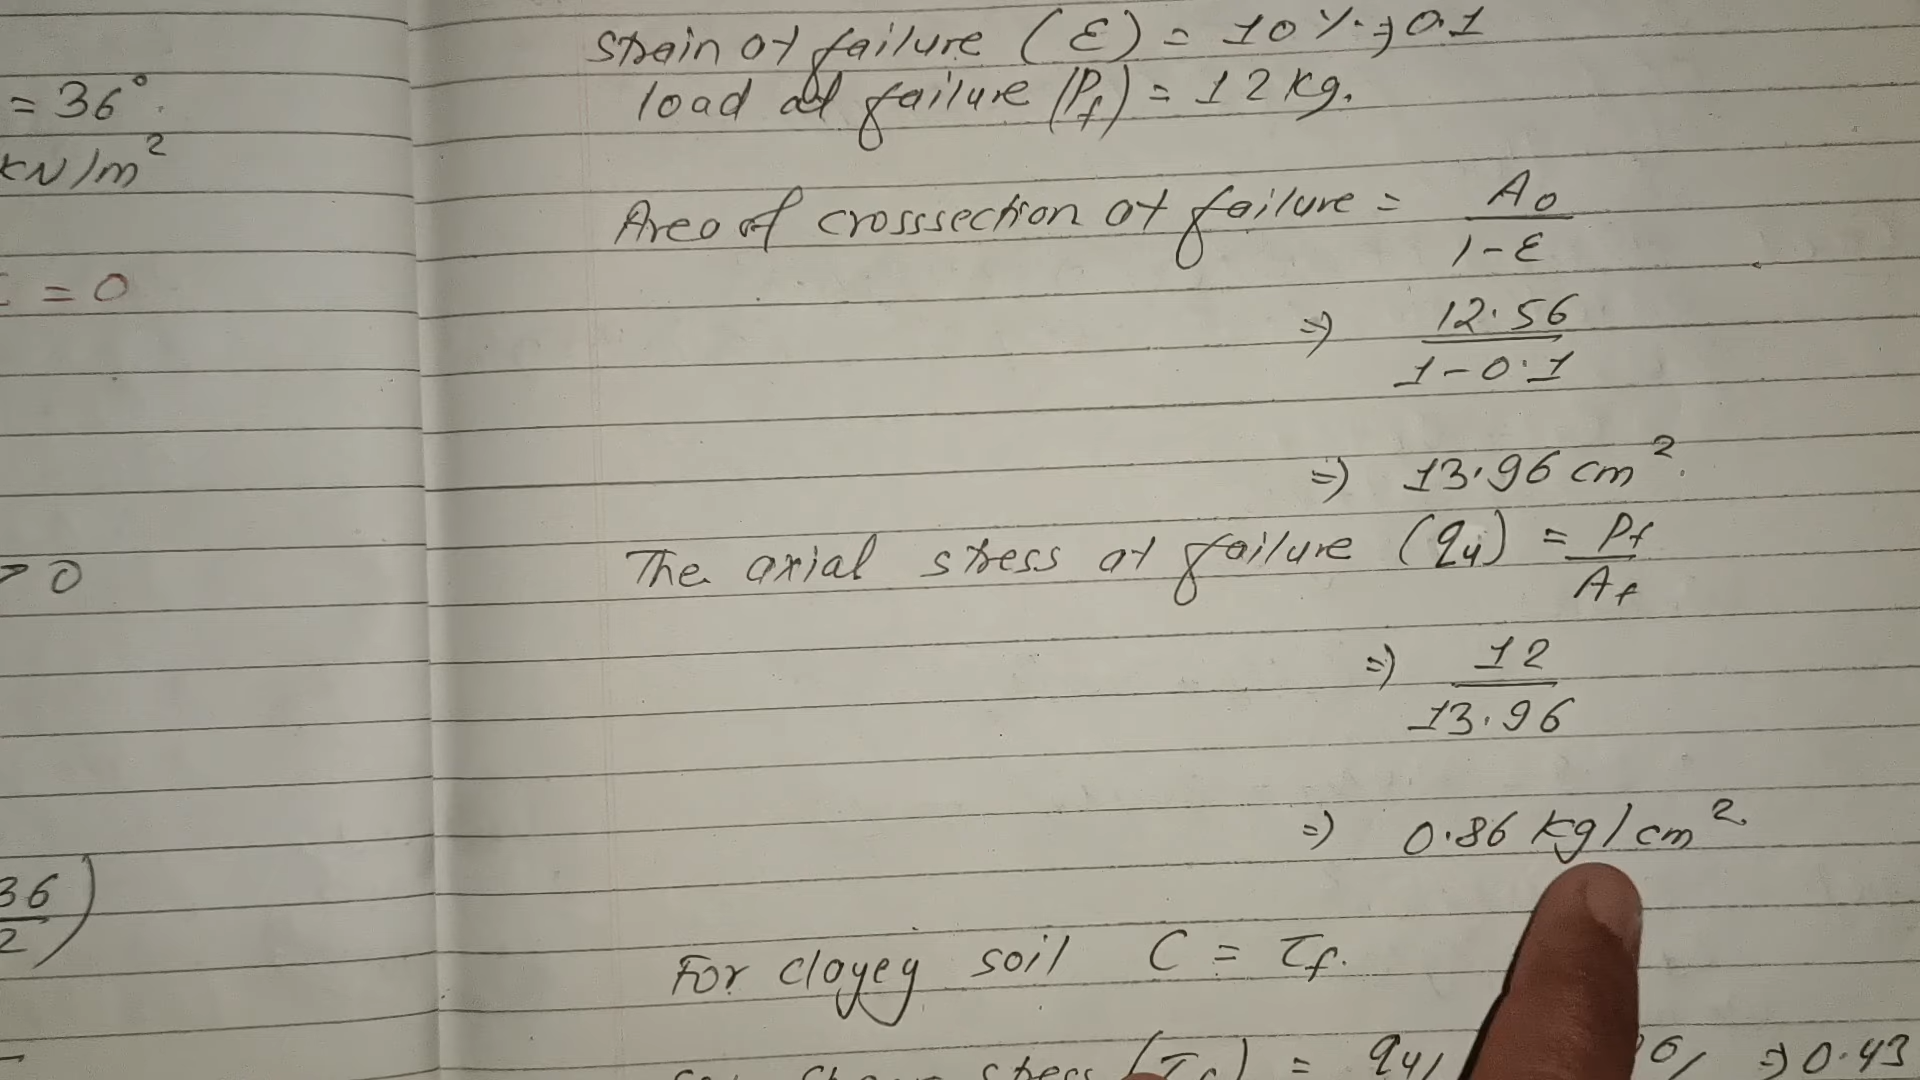 = 36°.
KN/m²
= 0
> 0
36
2
Strain at failure (ε) = 10% ⇒ 0.1
load at failure (Pf) = 12 kg.
Area of crosssection at failure = A0
1-ε
⇒ 12.56
1-0.1
⇒ 13.96 cm².
The axial stress at failure (qu) = Pf
Af
⇒ 12
13.96
⇒ 0.86 kg/cm².
For clayey soil C = τf.
stress (τf) = qu/ ⇒ 0.43